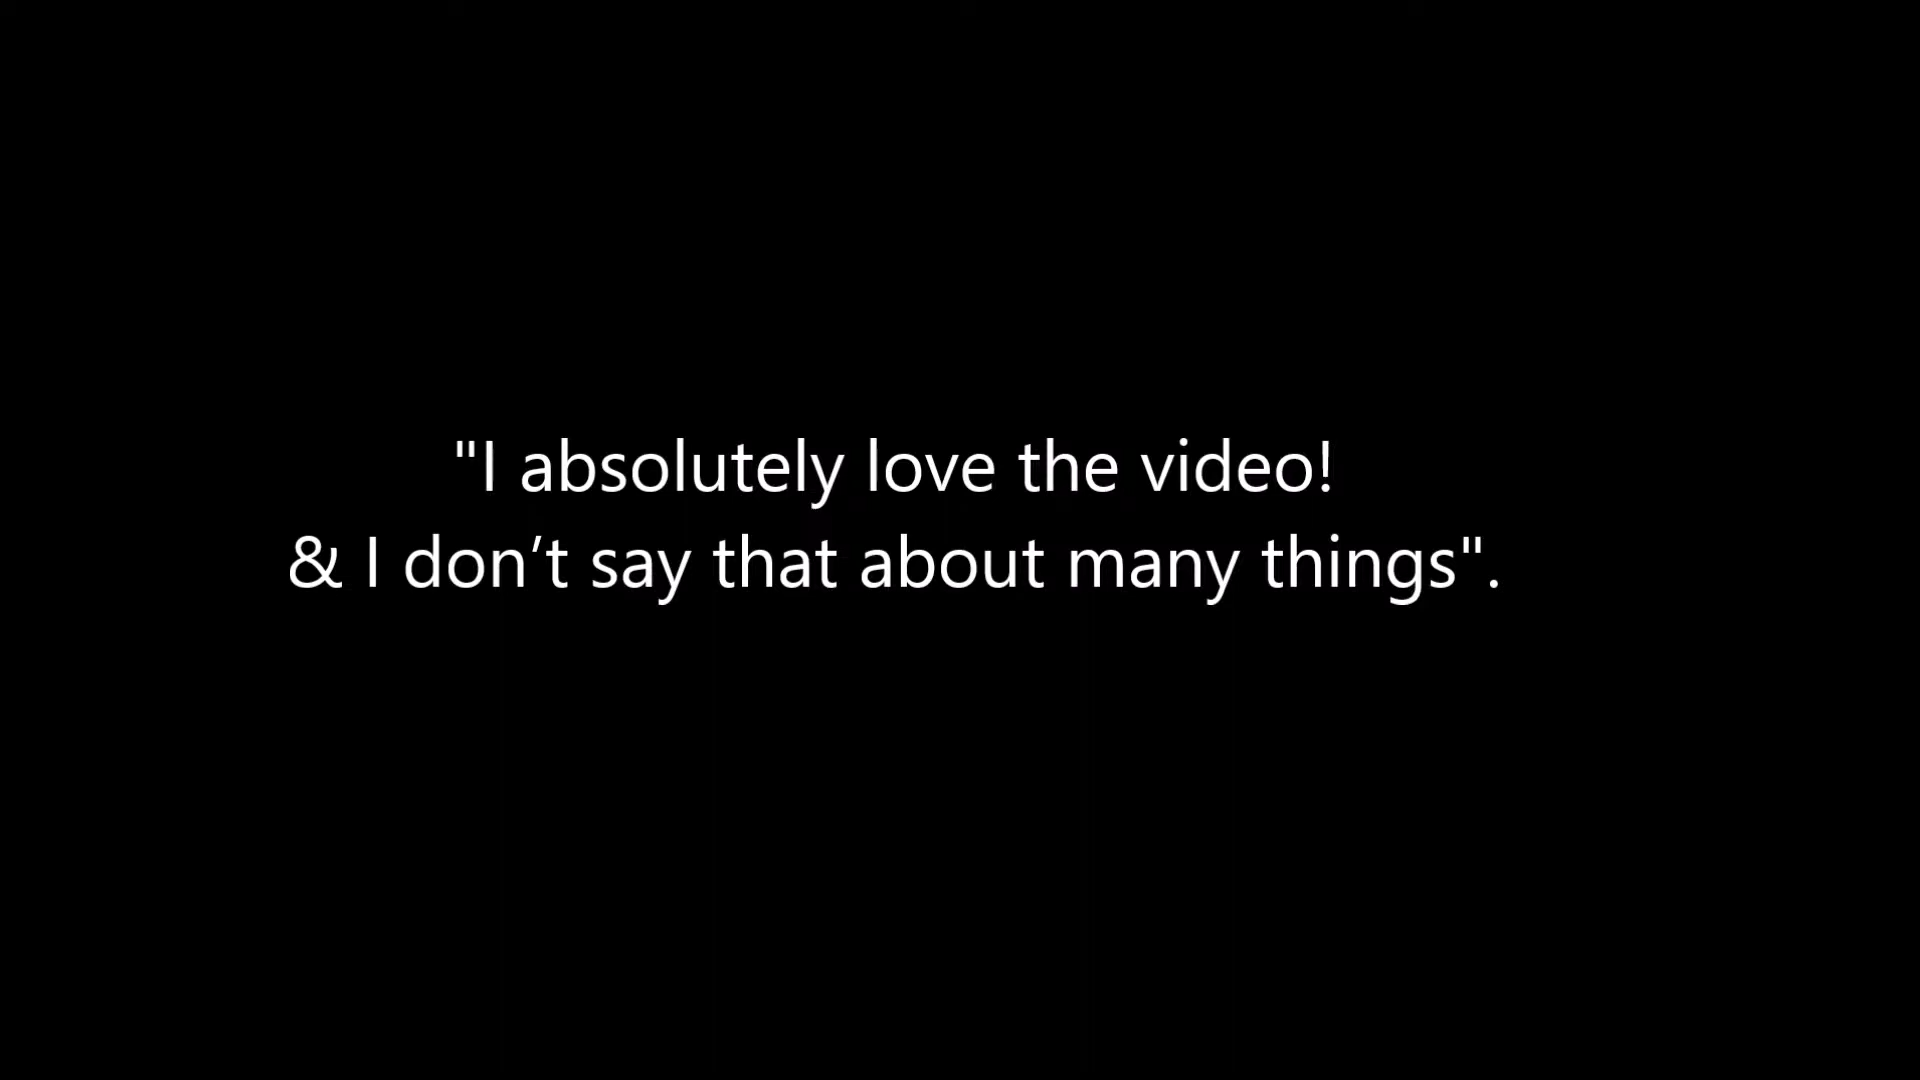 "I absolutely love the video!
& I don’t say that about many things".